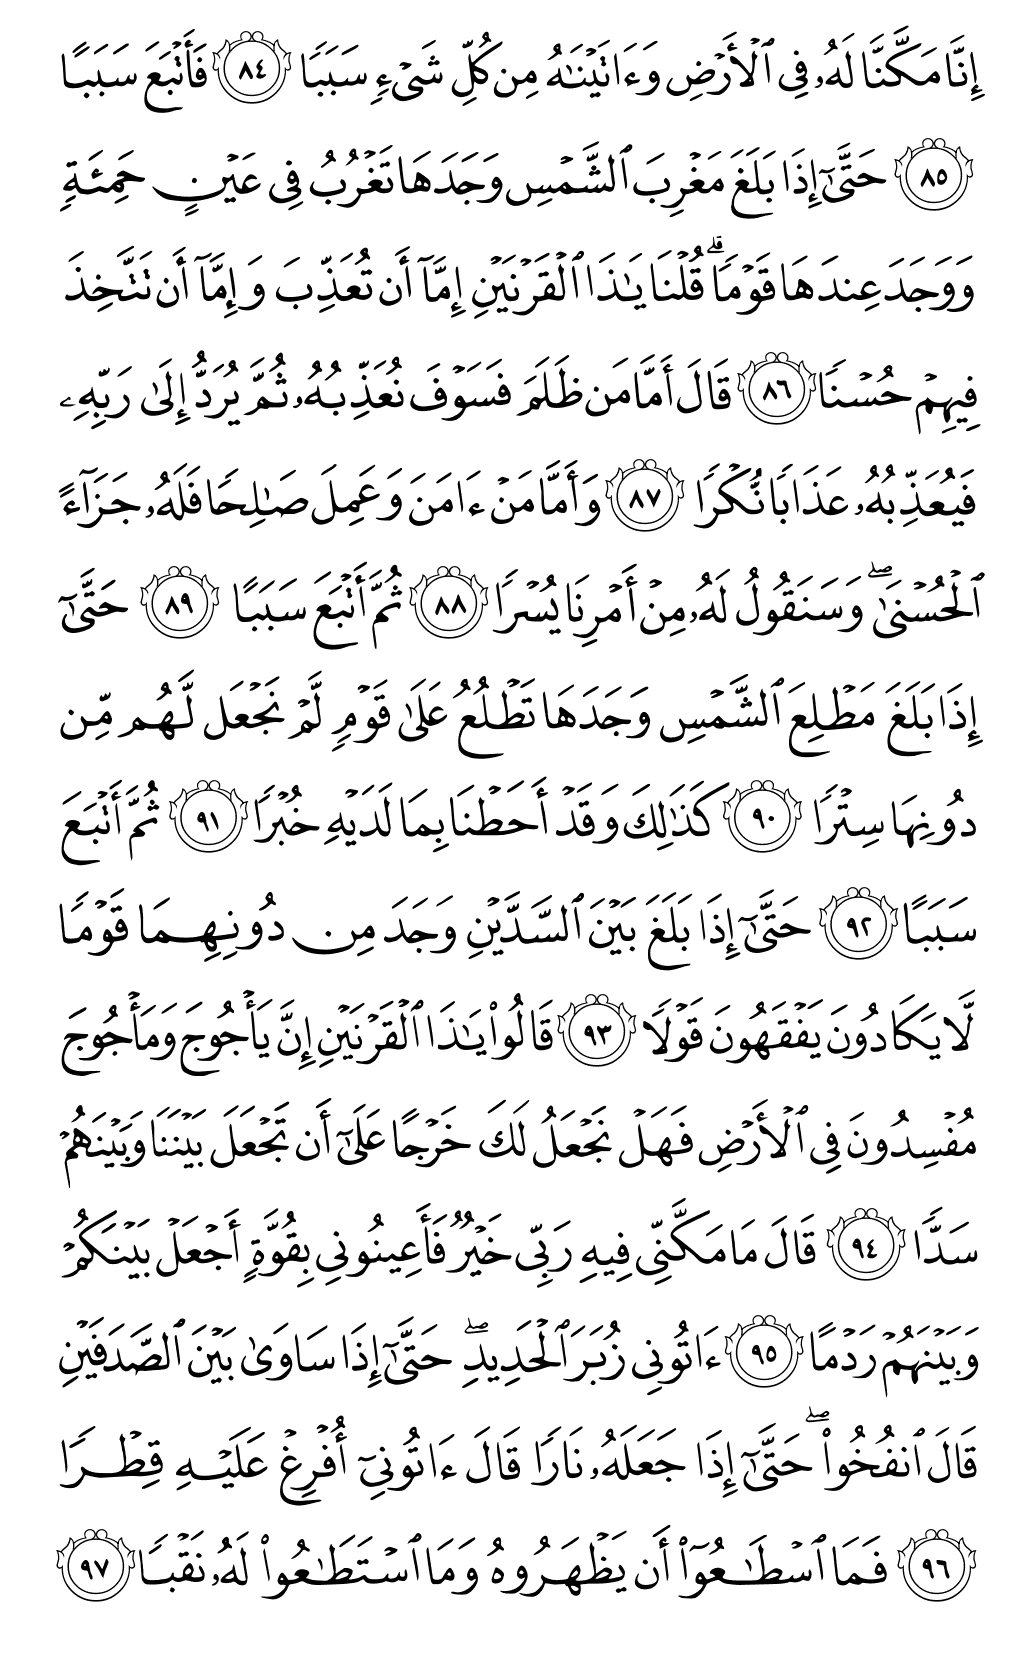 إِنَّا مَكَّنَّا لَهُۥ فِي ٱلْأَرْضِ وَءَاتَيْنَٰهُ مِن كُلِّ شَيْءٍ سَبَبًا ٨٤ فَأَتْبَعَ سَبَبًا
٨٥ حَتَّىٰٓ إِذَا بَلَغَ مَغْرِبَ ٱلشَّمْسِ وَجَدَهَا تَغْرُبُ فِي عَيْنٍ حَمِئَةٍ
وَوَجَدَ عِندَهَا قَوْمًا ۗ قُلْنَا يَٰذَا ٱلْقَرْنَيْنِ إِمَّآ أَن تُعَذِّبَ وَإِمَّآ أَن تَتَّخِذَ
فِيهِمْ حُسْنًا ٨٦ قَالَ أَمَّا مَن ظَلَمَ فَسَوْفَ نُعَذِّبُهُۥ ثُمَّ يُرَدُّ إِلَىٰ رَبِّهِۦ
فَيُعَذِّبُهُۥ عَذَابًا نُّكْرًا ٨٧ وَأَمَّا مَنْ ءَامَنَ وَعَمِلَ صَٰلِحًا فَلَهُۥ جَزَآءً
ٱلْحُسْنَىٰ ۖ وَسَنَقُولُ لَهُۥ مِنْ أَمْرِنَا يُسْرًا ٨٨ ثُمَّ أَتْبَعَ سَبَبًا ٨٩ حَتَّىٰٓ
إِذَا بَلَغَ مَطْلِعَ ٱلشَّمْسِ وَجَدَهَا تَطْلُعُ عَلَىٰ قَوْمٍ لَّمْ نَجْعَل لَّهُم مِّن
دُونِهَا سِتْرًا ٩٠ كَذَٰلِكَ وَقَدْ أَحَطْنَا بِمَا لَدَيْهِ خُبْرًا ٩١ ثُمَّ أَتْبَعَ
سَبَبًا ٩٢ حَتَّىٰٓ إِذَا بَلَغَ بَيْنَ ٱلسَّدَّيْنِ وَجَدَ مِن دُونِهِمَا قَوْمًا
لَّا يَكَادُونَ يَفْقَهُونَ قَوْلًا ٩٣ قَالُوا۟ يَٰذَا ٱلْقَرْنَيْنِ إِنَّ يَأْجُوجَ وَمَأْجُوجَ
مُفْسِدُونَ فِي ٱلْأَرْضِ فَهَلْ نَجْعَلُ لَكَ خَرْجًا عَلَىٰٓ أَن تَجْعَلَ بَيْنَنَا وَبَيْنَهُمْ
سَدًّا ٩٤ قَالَ مَا مَكَّنِّي فِيهِ رَبِّي خَيْرٌ فَأَعِينُونِي بِقُوَّةٍ أَجْعَلْ بَيْنَكُمْ
وَبَيْنَهُمْ رَدْمًا ٩٥ ءَاتُونِي زُبَرَ ٱلْحَدِيدِ ۖ حَتَّىٰٓ إِذَا سَاوَىٰ بَيْنَ ٱلصَّدَفَيْنِ
قَالَ ٱنفُخُوا۟ ۖ حَتَّىٰٓ إِذَا جَعَلَهُۥ نَارًا قَالَ ءَاتُونِيٓ أُفْرِغْ عَلَيْهِ قِطْرًا
٩٦ فَمَا ٱسْطَٰعُوٓا۟ أَن يَظْهَرُوهُ وَمَا ٱسْتَطَٰعُوا۟ لَهُۥ نَقْبًا ٩٧